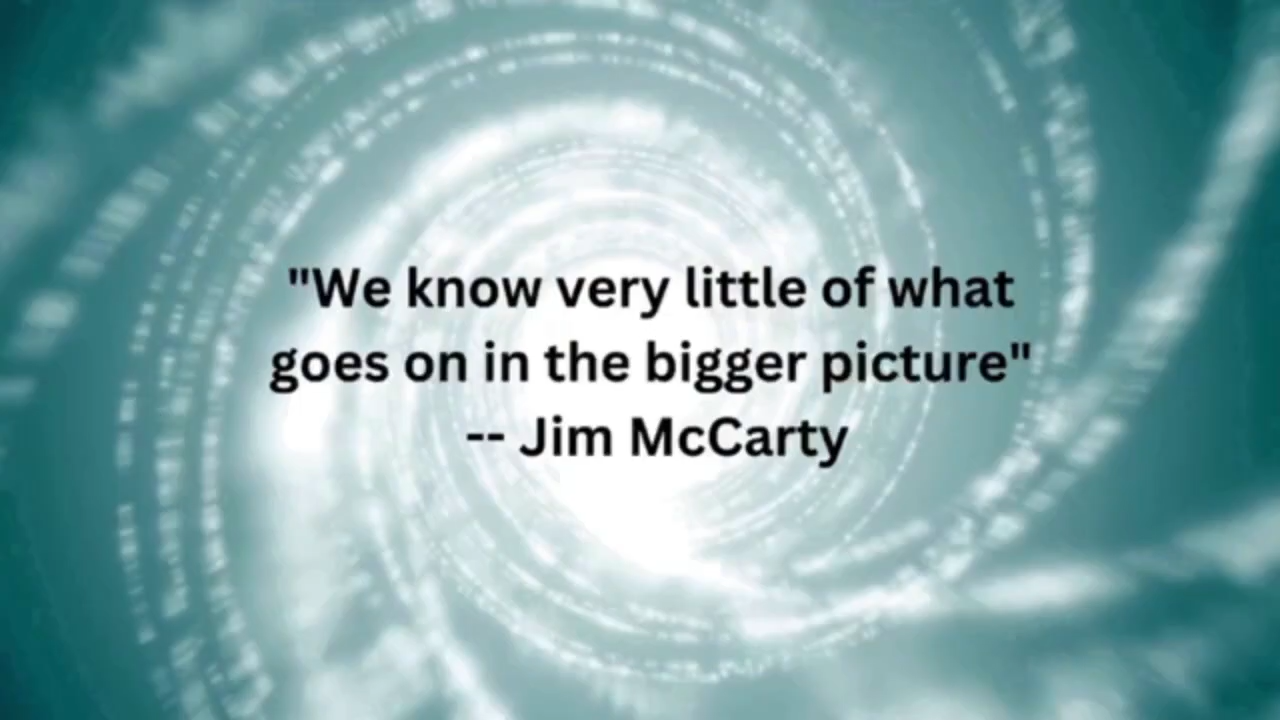 "We know very little of what
goes on in the bigger picture"
-- Jim McCarty